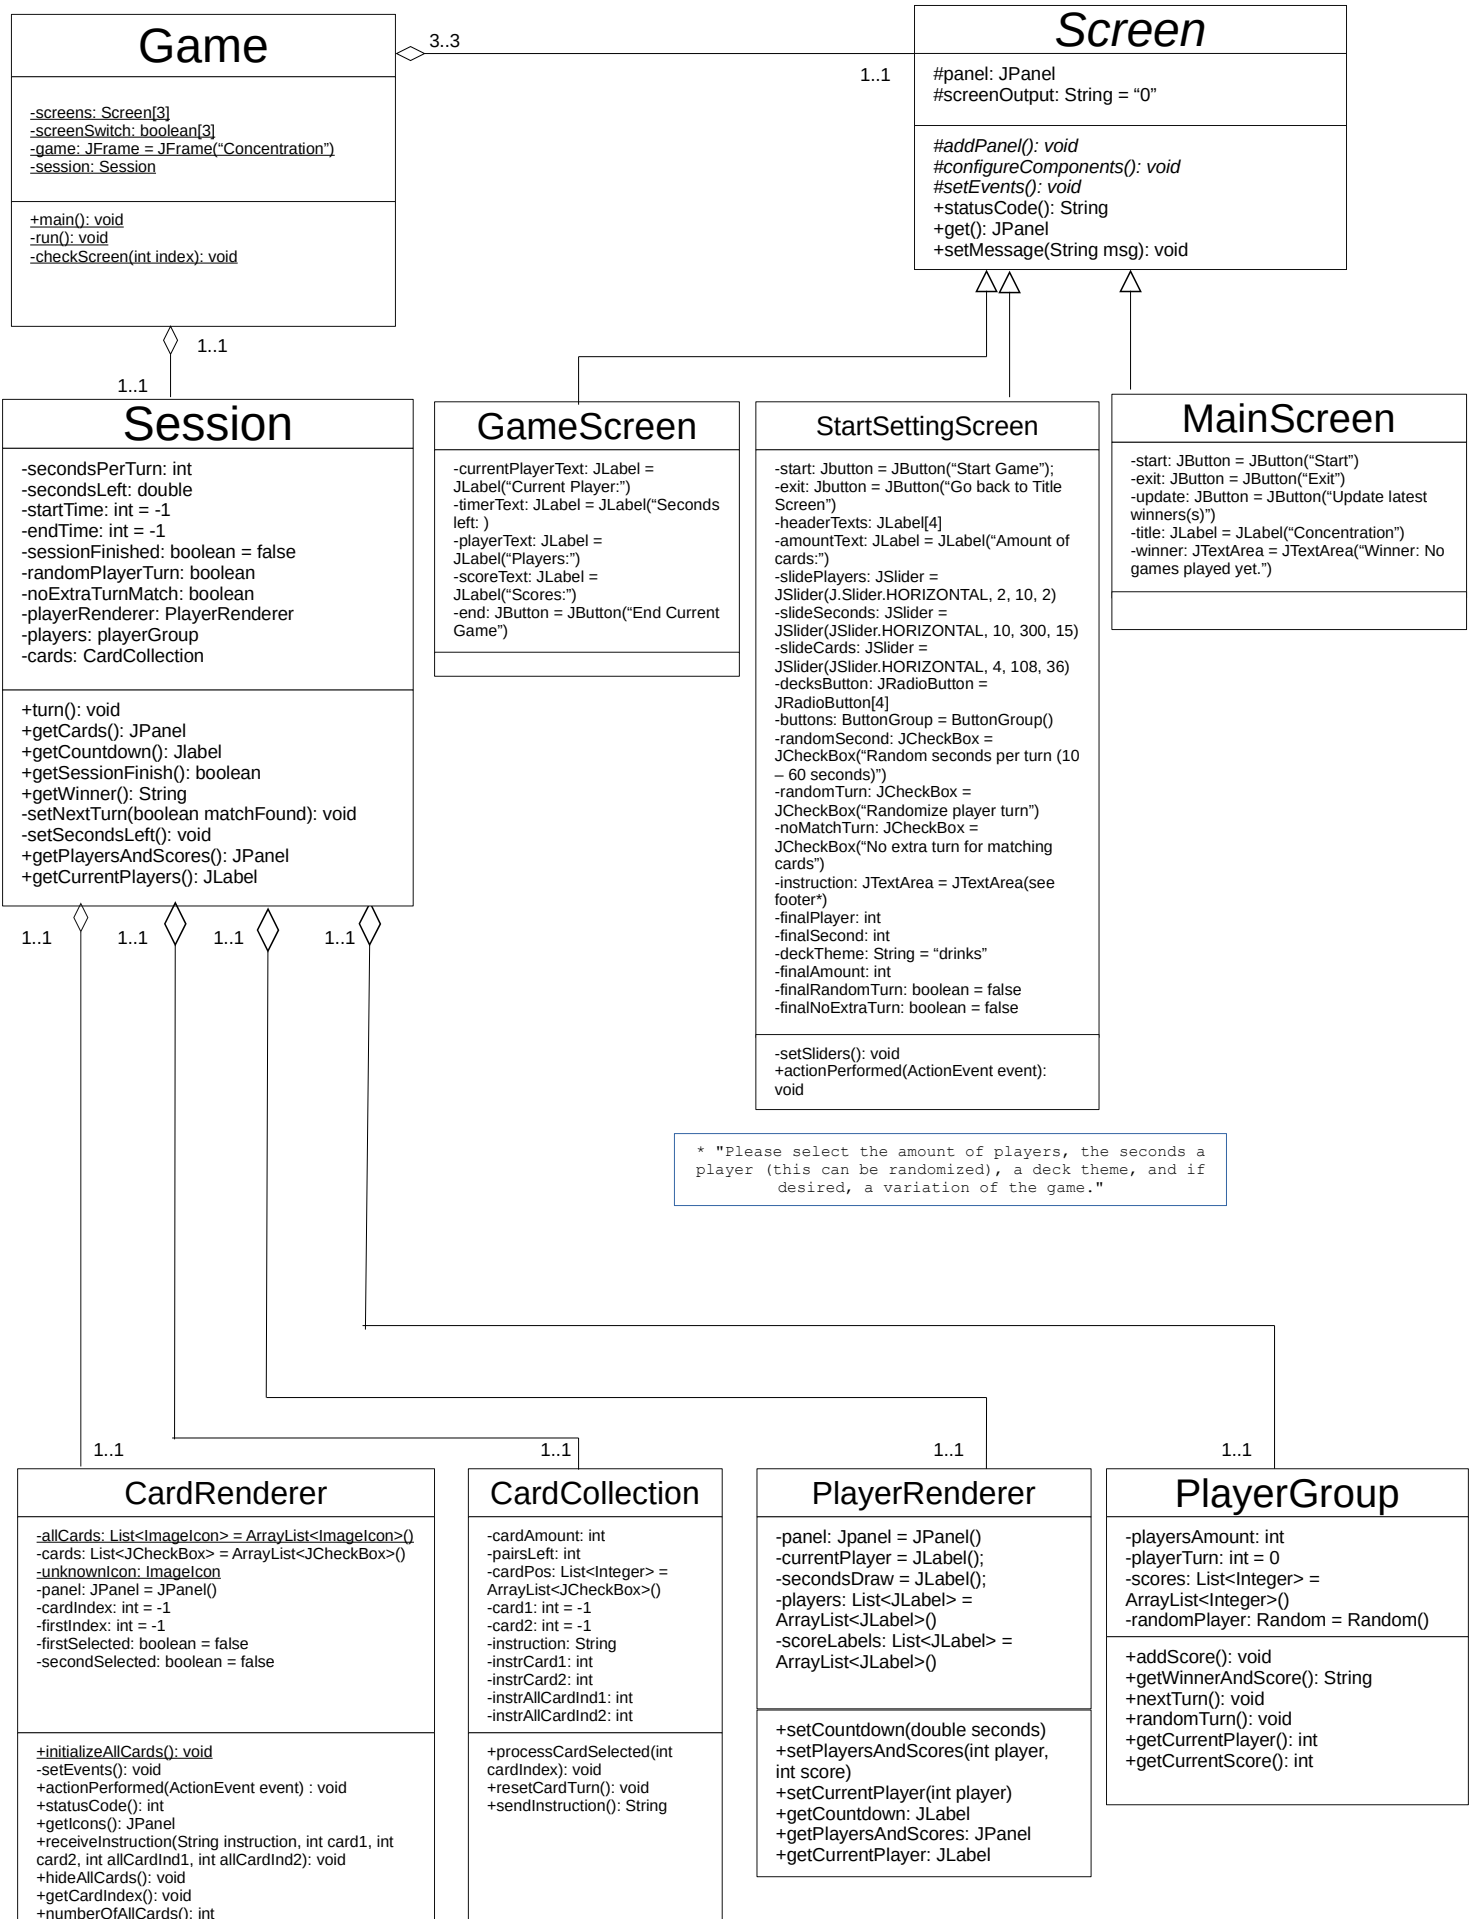 Game
-screens: Screen[3]
-screenSwitch: boolean[3]
-game: JFrame = JFrame(“Concentration”)
-session: Session
+main(): void
-run(): void
-checkScreen(int index): void
3..3
1..1
Screen
#panel: JPanel
#screenOutput: String = “0”
#addPanel(): void
#configureComponents(): void
#setEvents(): void
+statusCode(): String
+get(): JPanel
+setMessage(String msg): void
1..1
1..1
Session
-secondsPerTurn: int
-secondsLeft: double
-startTime: int = -1
-endTime: int = -1
-sessionFinished: boolean = false
-randomPlayerTurn: boolean
-noExtraTurnMatch: boolean
-playerRenderer: PlayerRenderer
-players: playerGroup
-cards: CardCollection
+turn(): void
+getCards(): JPanel
+getCountdown(): Jlabel
+getSessionFinish(): boolean
+getWinner(): String
-setNextTurn(boolean matchFound): void
-setSecondsLeft(): void
+getPlayersAndScores(): JPanel
+getCurrentPlayers(): JLabel
GameScreen
-currentPlayerText: JLabel =
JLabel(“Current Player:”)
-timerText: JLabel = JLabel(“Seconds
left: )
-playerText: JLabel =
JLabel(“Players:”)
-scoreText: JLabel =
JLabel(“Scores:”)
-end: JButton = JButton(“End Current
Game”)
StartSettingScreen
-start: Jbutton = JButton(“Start Game”);
-exit: Jbutton = JButton(“Go back to Title
Screen”)
-headerTexts: JLabel[4]
-amountText: JLabel = JLabel(“Amount of
cards:”)
-slidePlayers: JSlider =
JSlider(J.Slider.HORIZONTAL, 2, 10, 2)
-slideSeconds: JSlider =
JSlider(JSlider.HORIZONTAL, 10, 300, 15)
-slideCards: JSlider =
JSlider(JSlider.HORIZONTAL, 4, 108, 36)
-decksButton: JRadioButton =
JRadioButton[4]
-buttons: ButtonGroup = ButtonGroup()
-randomSecond: JCheckBox =
JCheckBox(“Random seconds per turn (10
– 60 seconds)”)
-randomTurn: JCheckBox =
JCheckBox(“Randomize player turn”)
-noMatchTurn: JCheckBox =
JCheckBox(“No extra turn for matching
cards”)
-instruction: JTextArea = JTextArea(see
footer*)
-finalPlayer: int
-finalSecond: int
-deckTheme: String = “drinks”
-finalAmount: int
-finalRandomTurn: boolean = false
-finalNoExtraTurn: boolean = false
-setSliders(): void
+actionPerformed(ActionEvent event):
void
MainScreen
-start: JButton = JButton(“Start”)
-exit: JButton = JButton(“Exit”)
-update: JButton = JButton(“Update latest
winners(s)”)
-title: JLabel = JLabel(“Concentration”)
-winner: JTextArea = JTextArea(“Winner: No
games played yet.”)
* "Please select the amount of players, the seconds a
player (this can be randomized), a deck theme, and if
desired, a variation of the game."
1..1
1..1
1..1
1..1
1..1
1..1
1..1
1..1
CardRenderer
-allCards: List<ImageIcon> = ArrayList<ImageIcon>()
-cards: List<JCheckBox> = ArrayList<JCheckBox>()
-unknownIcon: ImageIcon
-panel: JPanel = JPanel()
-cardIndex: int = -1
-firstIndex: int = -1
-firstSelected: boolean = false
-secondSelected: boolean = false
+initializeAllCards(): void
-setEvents(): void
+actionPerformed(ActionEvent event) : void
+statusCode(): int
+getIcons(): JPanel
+receiveInstruction(String instruction, int card1, int
card2, int allCardInd1, int allCardInd2): void
+hideAllCards(): void
+getCardIndex(): void
+numberOfAllCards(): int
CardCollection
-cardAmount: int
-pairsLeft: int
-cardPos: List<Integer> =
ArrayList<JCheckBox>()
-card1: int = -1
-card2: int = -1
-instruction: String
-instrCard1: int
-instrCard2: int
-instrAllCardInd1: int
-instrAllCardInd2: int
+processCardSelected(int
cardIndex): void
+resetCardTurn(): void
+sendInstruction(): String
PlayerRenderer
-panel: Jpanel = JPanel()
-currentPlayer = JLabel();
-secondsDraw = JLabel();
-players: List<JLabel> =
ArrayList<JLabel>()
-scoreLabels: List<JLabel> =
ArrayList<JLabel>()
+setCountdown(double seconds)
+setPlayersAndScores(int player,
int score)
+setCurrentPlayer(int player)
+getCountdown: JLabel
+getPlayersAndScores: JPanel
+getCurrentPlayer: JLabel
PlayerGroup
-playersAmount: int
-playerTurn: int = 0
-scores: List<Integer> =
ArrayList<Integer>()
-randomPlayer: Random = Random()
+addScore(): void
+getWinnerAndScore(): String
+nextTurn(): void
+randomTurn(): void
+getCurrentPlayer(): int
+getCurrentScore(): int